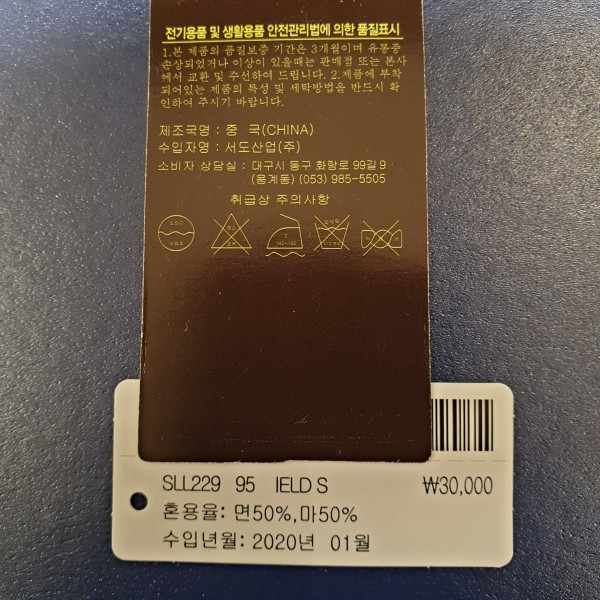 전기용품 및 생활용품 안전관리법에 의한 품질표시
1.본 제품의 품질보증 기간은 3개월이며 유통중
손상되었거나 이상이 있을때는 판매점 또는 본사
에서 교환 및 수선하여 드립니다. 2.제품에 부착
되어있는 제품의 특성 및 세탁방법을 반드시 확
인하여 주시기 바랍니다.
제조국명 : 중 국(CHINA)
수입자명 : 서도산업(주)
소비자 상담실 : 대구시 동구 화랑로 99길 9
(용계동) (053) 985-5505
취급상 주의사항
SLL229 95 IELD S ₩30,000
혼용율: 면50%,마50%
수입년월: 2020년 01월